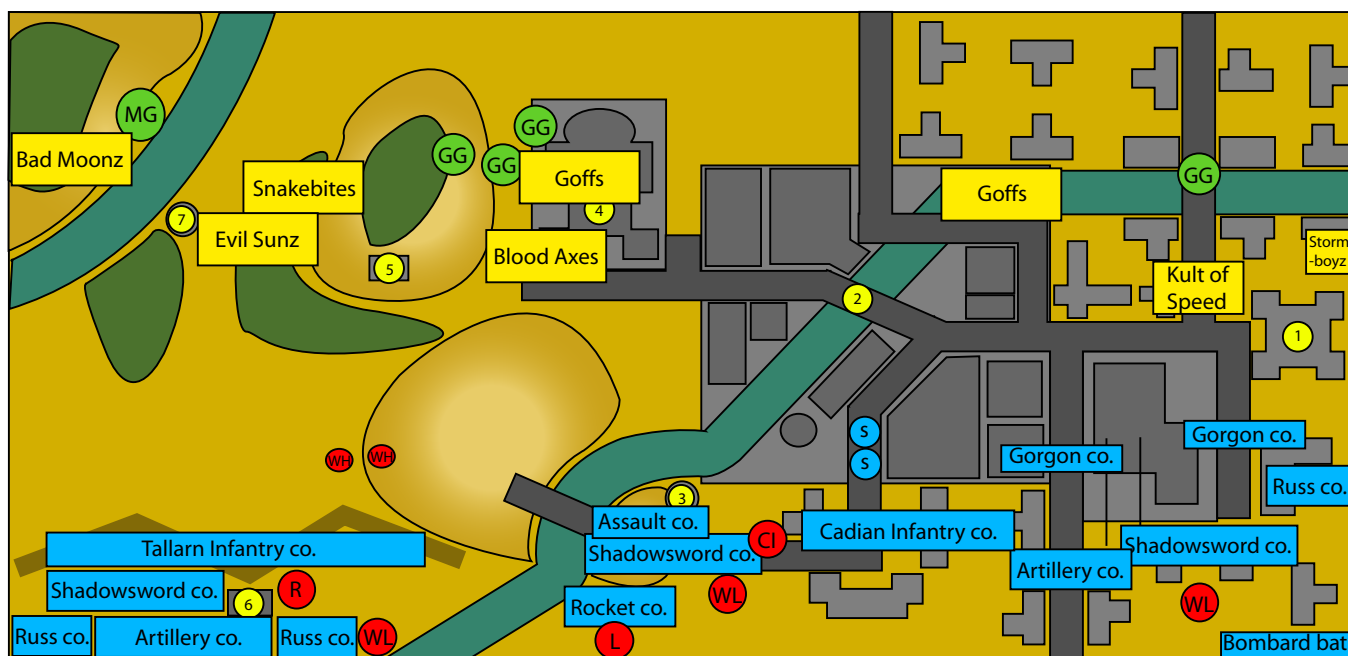 MG
GG
GG
GG
GG
Bad Moonz
Snakebites
Goffs
Goffs
7
Evil Sunz
4
Blood Axes
5
2
Storm
-boyz
Kult of
Speed
1
S
S
WH
WH
Gorgon co.
Gorgon co.
Russ co.
3
Assault co.
CI
Cadian Infantry co.
Shadowsword co.
Shadowsword co.
Tallarn Infantry co.
Artillery co.
Shadowsword co.
R
6
Rocket co.
WL
WL
Russ co.
Artillery co.
Russ co.
WL
L
Bombard bat